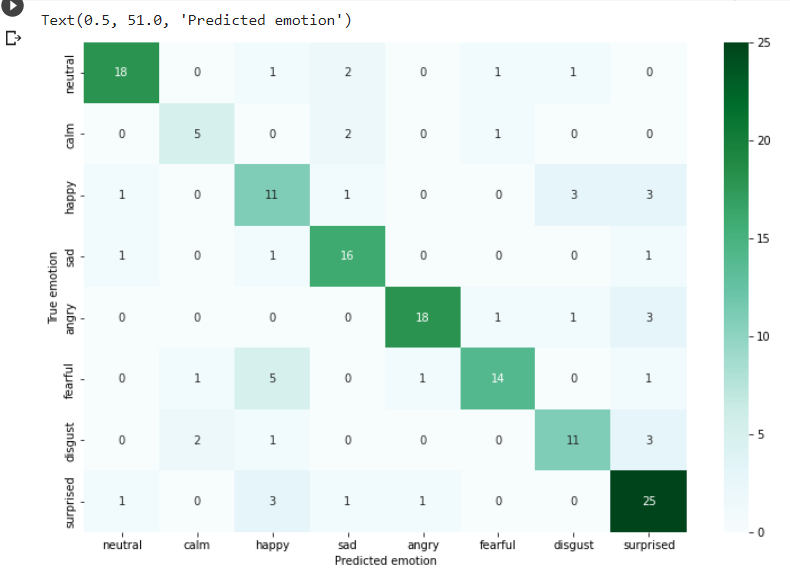 Text(0.5, 51.0, 'Predicted emotion')
neutral 18 0 1 2 0 1 1 0
calm 0 5 0 2 0 1 0 0
happy 1 0 11 1 0 0 3 3
sad 1 0 1 16 0 0 0 1
angry 0 0 0 0 18 1 1 3
fearful 0 1 5 0 1 14 0 1
disgust 0 2 1 0 0 0 11 3
surprised 1 0 3 1 1 0 0 25
neutral calm happy sad angry fearful disgust surprised
Predicted emotion
True emotion
25
20
15
10
5
0